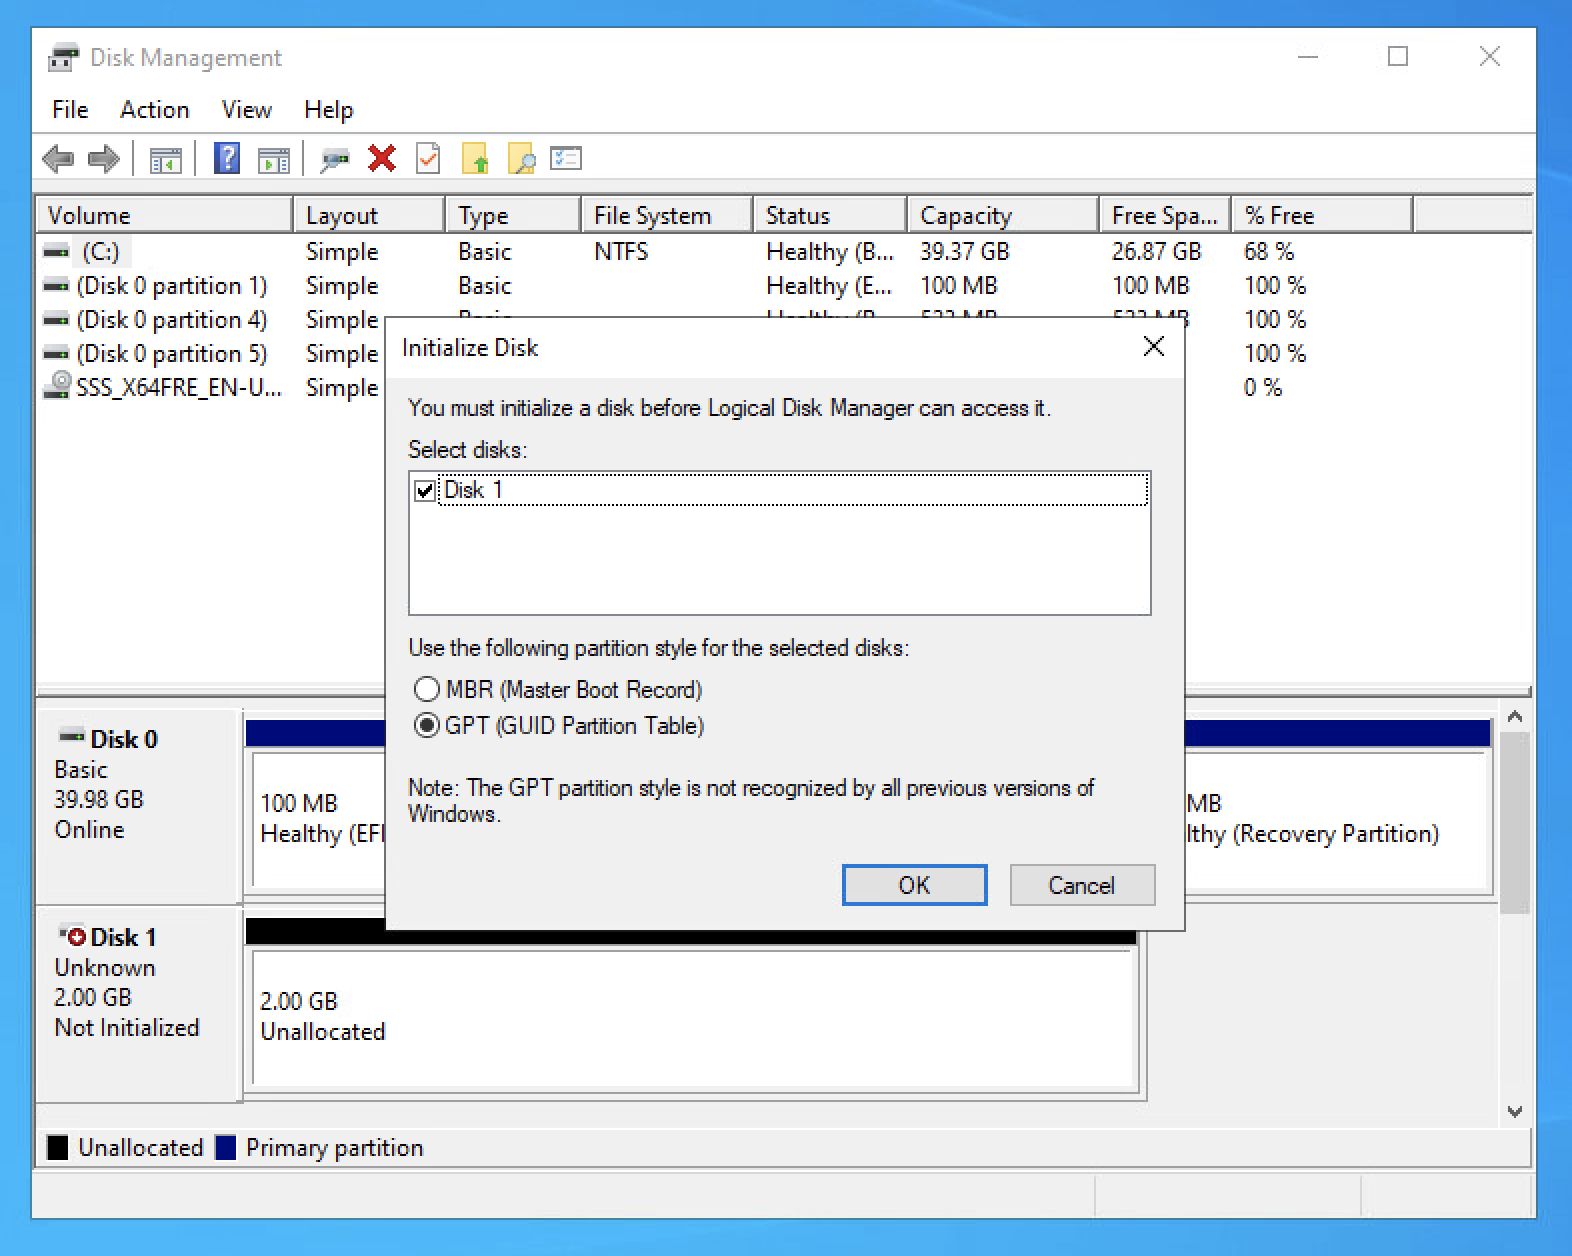 Disk Management
File Action View Help
Volume Layout Type File System Status Capacity Free Spa... % Free
(C:) Simple Basic NTFS Healthy (B... 39.37 GB 26.87 GB 68 %
(Disk 0 partition 1) Simple Basic Healthy (E... 100 MB 100 MB 100 %
(Disk 0 partition 4) Simple 100 %
(Disk 0 partition 5) Simple 100 %
SSS_X64FRE_EN-U... Simple 0 %
Initialize Disk
You must initialize a disk before Logical Disk Manager can access it.
Select disks:
Disk 1
Use the following partition style for the selected disks:
MBR (Master Boot Record)
GPT (GUID Partition Table)
Note: The GPT partition style is not recognized by all previous versions of
Windows.
OK Cancel
Disk 0
Basic
39.98 GB
Online
100 MB
Healthy (EFI
MB
lthy (Recovery Partition)
Disk 1
Unknown
2.00 GB
Not Initialized
2.00 GB
Unallocated
Unallocated Primary partition